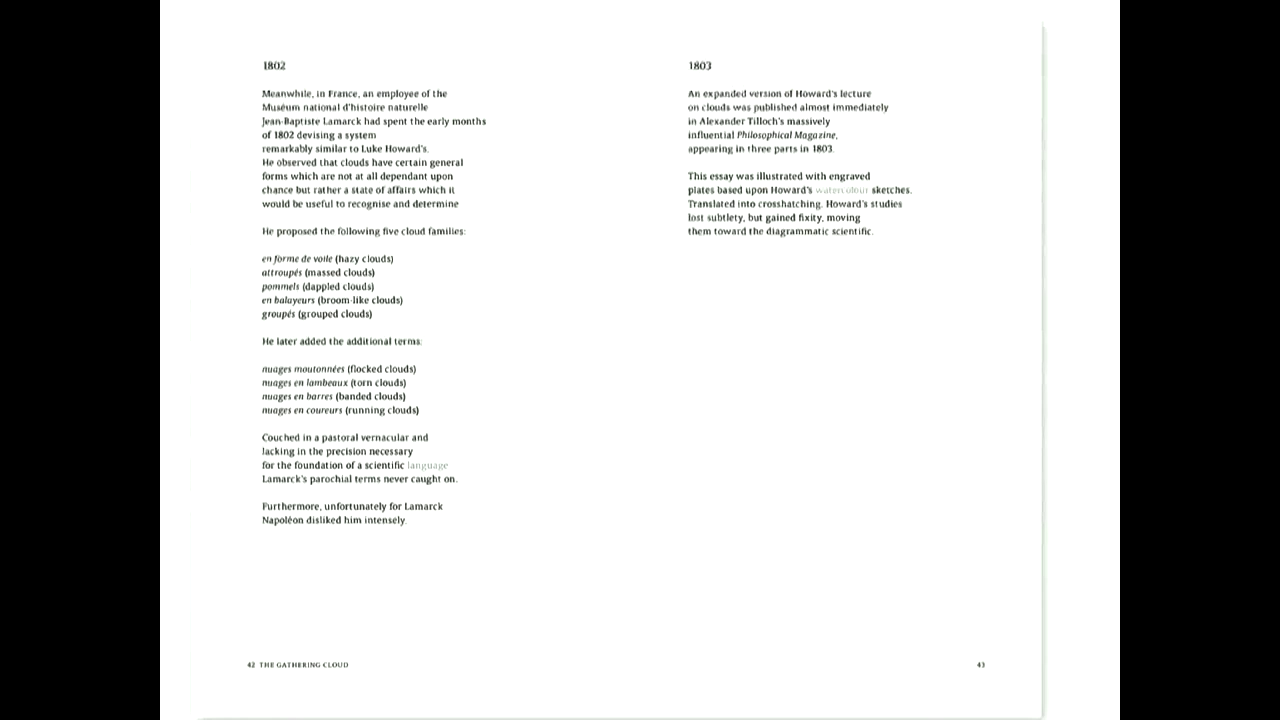 1802
Meanwhile, in France, an employee of the
Muséum national d'histoire naturelle
Jean-Baptiste Lamarck had spent the early months
of 1802 devising a system
remarkably similar to Luke Howard's.
He observed that clouds have certain general
forms which are not at all dependant upon
chance but rather a state of affairs which it
would be useful to recognise and determine
He proposed the following five cloud families:
en forme de voile (hazy clouds)
attroupés (massed clouds)
pommels (dappled clouds)
en balayeurs (broom-like clouds)
groupés (grouped clouds)
He later added the additional terms:
nuages moutonnées (flocked clouds)
nuages en lambeaux (torn clouds)
nuages en barres (banded clouds)
nuages en coureurs (running clouds)
Couched in a pastoral vernacular and
lacking in the precision necessary
for the foundation of a scientific language
Lamarck's parochial terms never caught on.
Furthermore, unfortunately for Lamarck
Napoléon disliked him intensely.
42 THE GATHERING CLOUD
1803
An expanded version of Howard's lecture
on clouds was published almost immediately
in Alexander Tilloch's massively
influential Philosophical Magazine,
appearing in three parts in 1803.
This essay was illustrated with engraved
plates based upon Howard's watercolour sketches.
Translated into crosshatching, Howard's studies
lost subtlety, but gained fixity, moving
them toward the diagrammatic scientific.
43